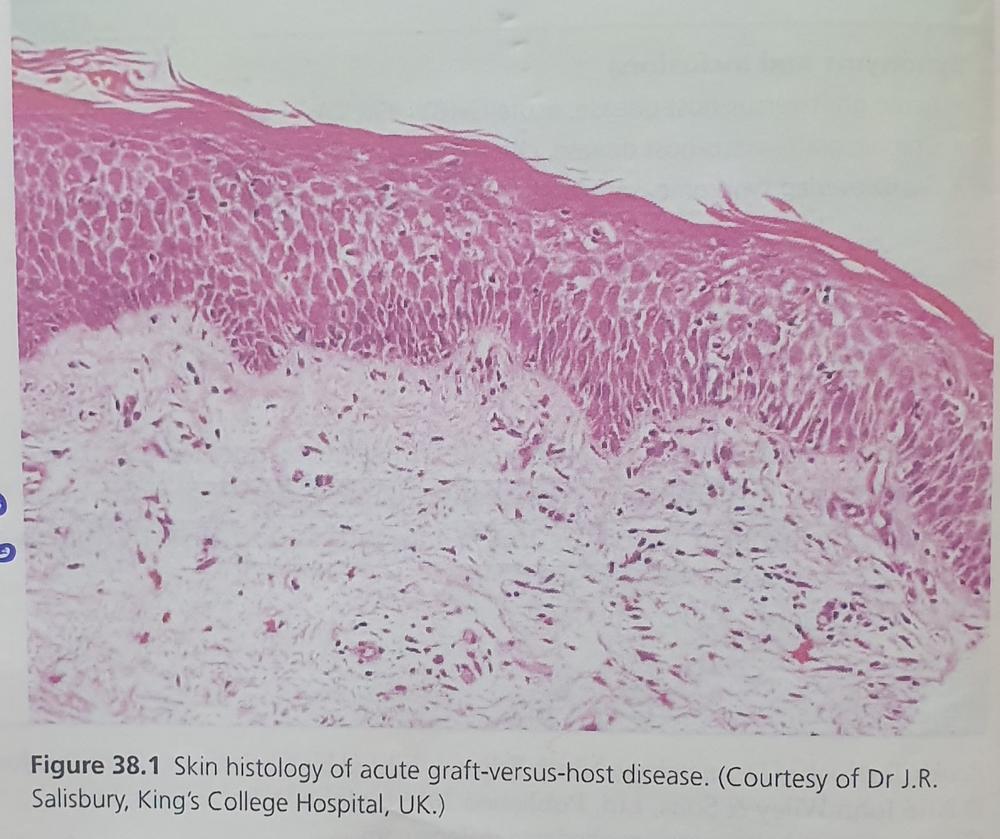 Figure 38.1 Skin histology of acute graft-versus-host disease. (Courtesy of Dr J.R.
Salisbury, King's College Hospital, UK.)